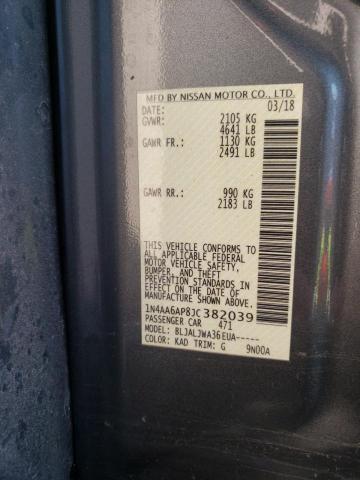 MFD BY NISSAN MOTOR CO., LTD.
DATE: 03/18
GVWR: 2105 KG
4641 LB
GAWR FR.: 1130 KG
2491 LB
GAWR RR.: 990 KG
2183 LB
THIS VEHICLE CONFORMS TO
ALL APPLICABLE FEDERAL
MOTOR VEHICLE SAFETY,
BUMPER, AND THEFT
PREVENTION STANDARDS IN
EFFECT ON THE DATE OF
MANUFACTURE SHOWN ABOVE.
1N4AA6AP8JC382039
PASSENGER CAR 471
MODEL: BLJALJWA36EUA-----
COLOR: KAD TRIM: G 9N00A